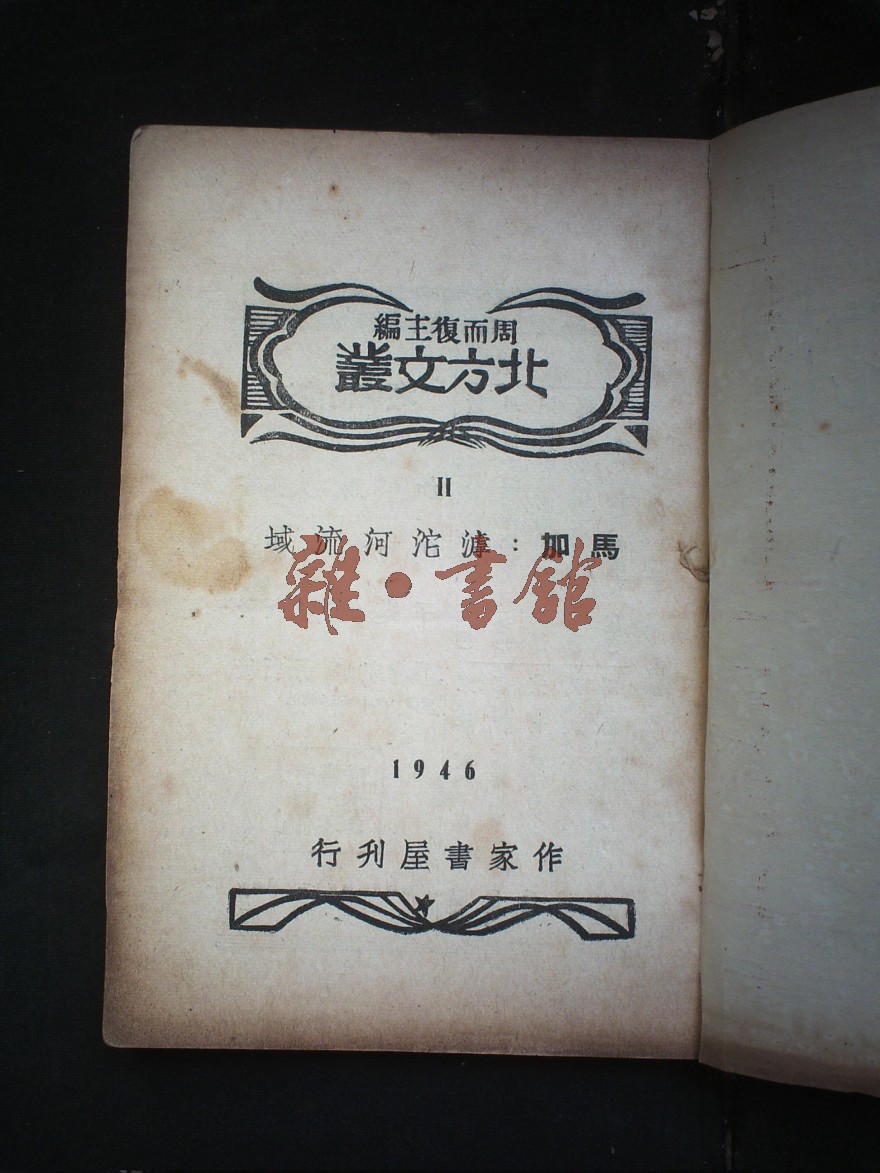 周而復主編
北方文叢
II
馬加：滹沱河流域
雜·書館
1946
作家書屋刋行